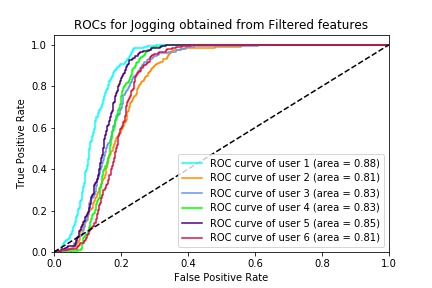 ROCs for Jogging obtained from Filtered features
True Positive Rate
1.0
0.8
0.6
0.4
0.2
0.0
ROC curve of user 1 (area = 0.88)
ROC curve of user 2 (area = 0.81)
ROC curve of user 3 (area = 0.83)
ROC curve of user 4 (area = 0.83)
ROC curve of user 5 (area = 0.85)
ROC curve of user 6 (area = 0.81)
0.0 0.2 0.4 0.6 0.8 1.0
False Positive Rate